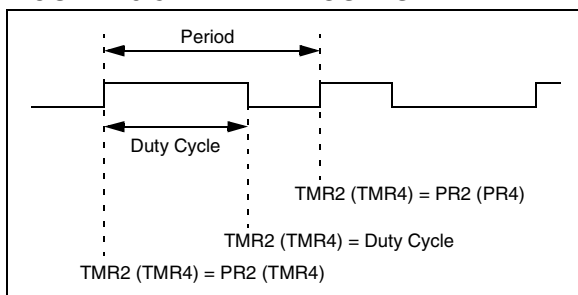 Period
Duty Cycle
TMR2 (TMR4) = PR2 (PR4)
TMR2 (TMR4) = Duty Cycle
TMR2 (TMR4) = PR2 (TMR4)